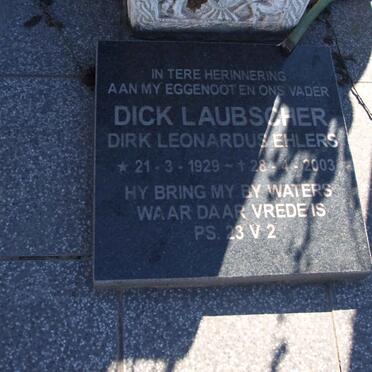 IN TERE HERINNERING
AAN MY EGGENOOT EN ONS VADER
DICK LAUBSCHER
DIRK LEONARDUS EHLERS
★ 21 - 3 - 1929 ~ † 28 - 1 - 2003
HY BRING MY BY WATERS
WAAR DAAR VREDE IS
PS. 23 V 2